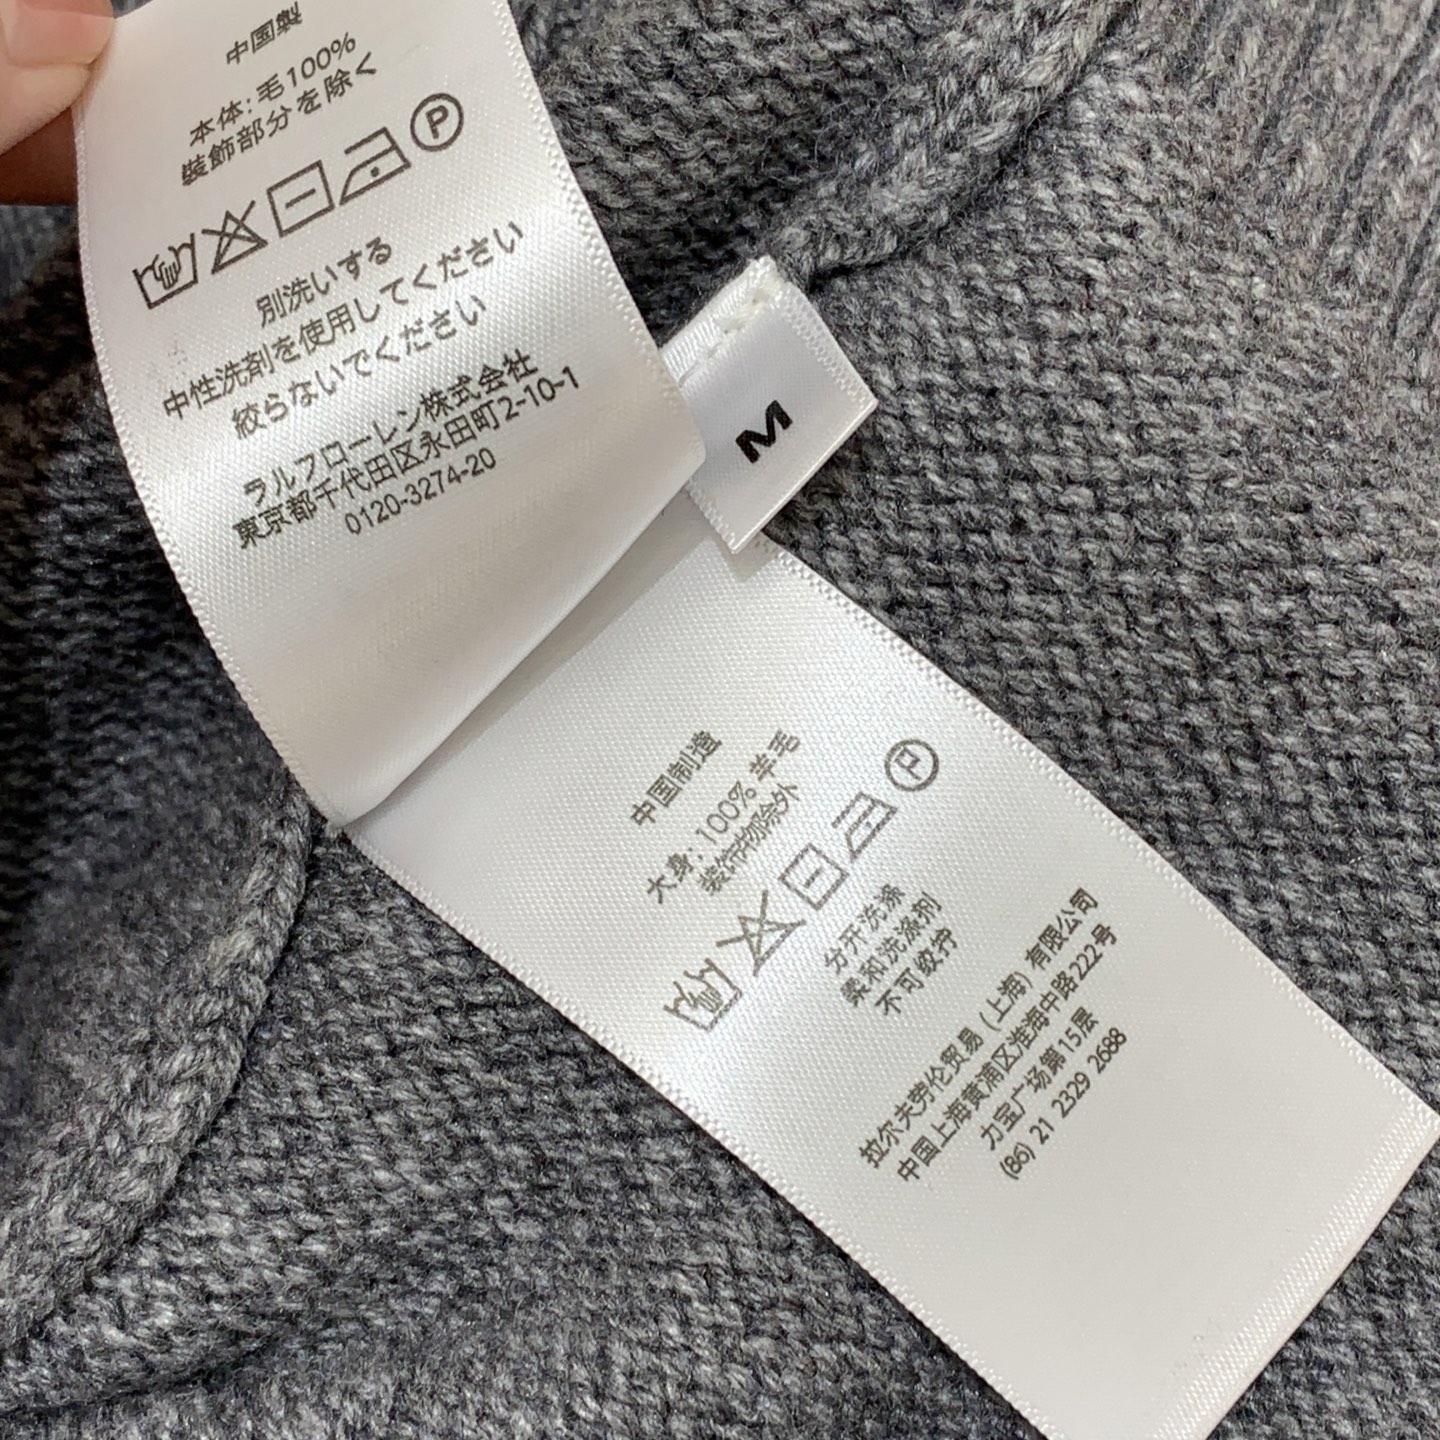 中国製
本体:毛100%
装飾部分を除く
P
別洗いする
中性洗剤を使用してください
絞らないでください
ラルフローレン株式会社
東京都千代田区永田町2-10-1
0120-3274-20
M
中国制造
大身:100%羊毛
装饰物除外
P
分开洗涤
柔和洗涤剂
不可绞拧
拉尔夫劳伦贸易(上海)有限公司
中国上海黄浦区淮海中路222号
力宝广场第15层
(86) 21 2329 2688